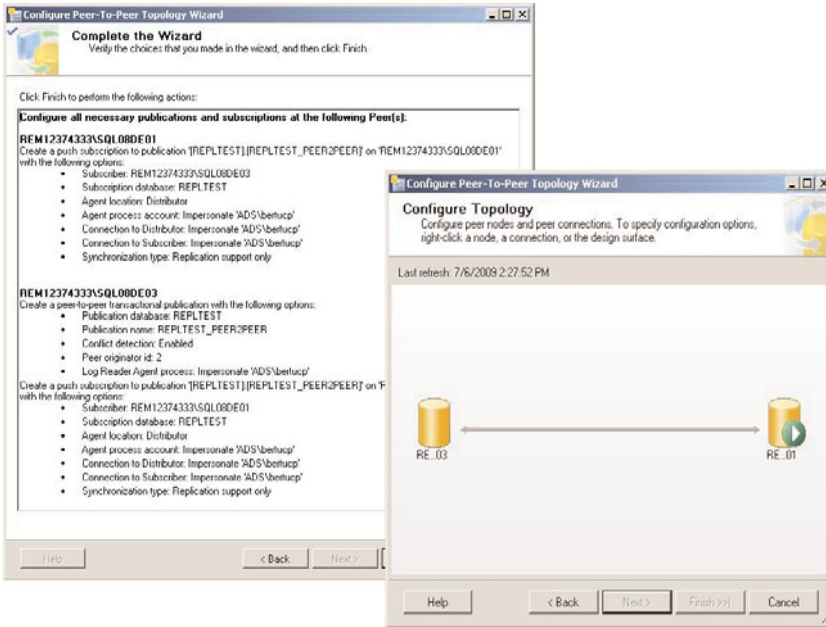 Configure Peer-To-Peer Topology Wizard
Complete the Wizard
Verify the choices that you made in the wizard, and then click Finish.
Click Finish to perform the following actions:
Configure all necessary publications and subscriptions at the following Peer(s):
REM12374333\SQL08DE01
Create a push subscription to publication '[REPLTEST].[REPLTEST_PEER2PEER]' on 'REM12374333\SQL08DE01'
with the following options:
• Subscriber: REM12374333\SQL08DE03
• Subscription database: REPLTEST
• Agent location: Distributor
• Agent process account: Impersonate 'ADS\bertucp'
• Connection to Distributor: Impersonate 'ADS\bertucp'
• Connection to Subscriber: Impersonate 'ADS\bertucp'
• Synchronization type: Replication support only
REM12374333\SQL08DE03
Create a peer-to-peer transactional publication with the following options:
• Publication database: REPLTEST
• Publication name: REPLTEST_PEER2PEER
• Conflict detection: Enabled
• Peer originator id: 2
• Log Reader Agent process: Impersonate 'ADS\bertucp'
Create a push subscription to publication '[REPLTEST].[REPLTEST_PEER2PEER]' on
with the following options:
• Subscriber: REM12374333\SQL08DE01
• Subscription database: REPLTEST
• Agent location: Distributor
• Agent process account: Impersonate 'ADS\bertucp'
• Connection to Distributor: Impersonate 'ADS\bertucp'
• Connection to Subscriber: Impersonate 'ADS\bertucp'
• Synchronization type: Replication support only
Help
< Back
Next >
Configure Peer-To-Peer Topology Wizard
Configure Topology
Configure peer nodes and peer connections. To specify configuration options,
right-click a node, a connection, or the design surface.
Last refresh: 7/6/2009 2:27:52 PM
RE...03
RE...01
Help
< Back
Next >
Finish >>|
Cancel